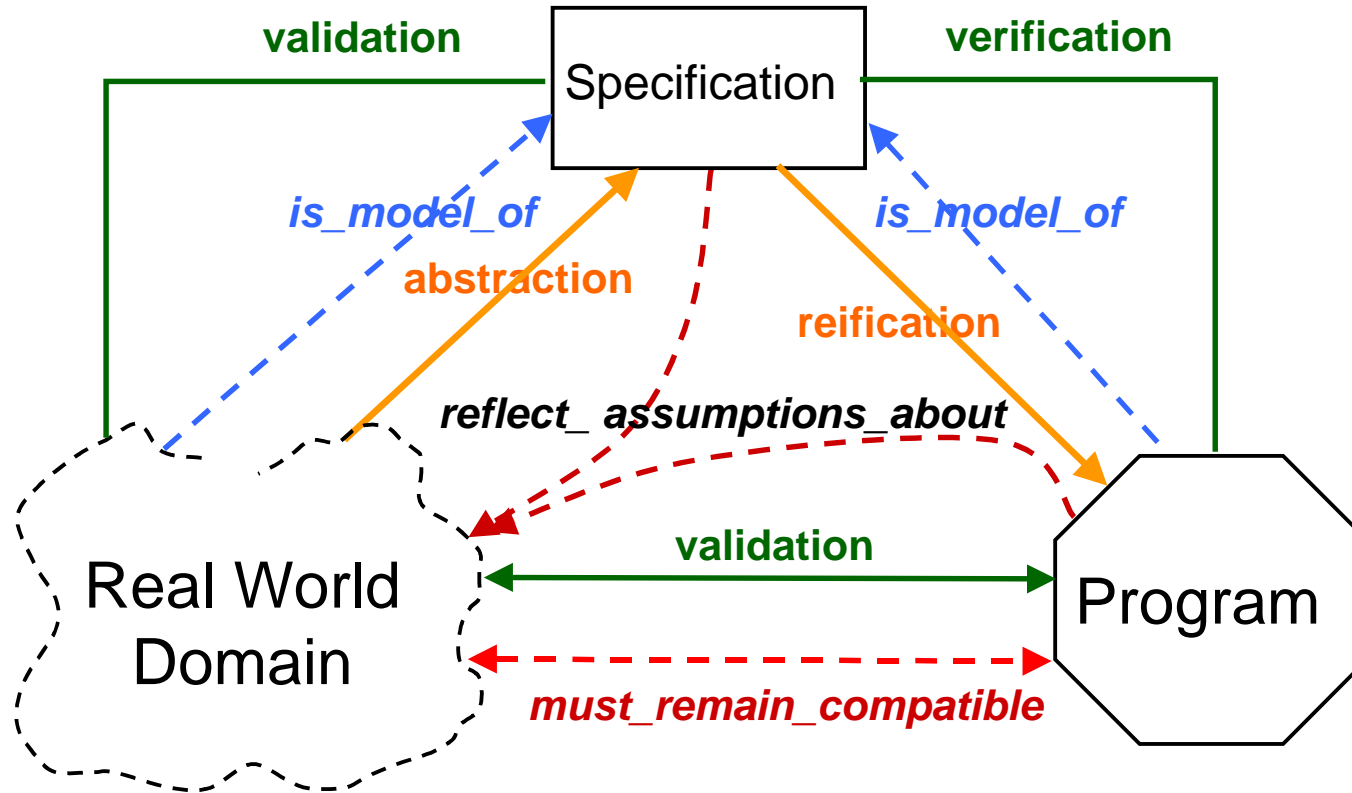 validation
verification
Specification
is_model_of
is_model_of
abstraction
reification
reflect_ assumptions_about
validation
Real World
Domain
Program
must_remain_compatible